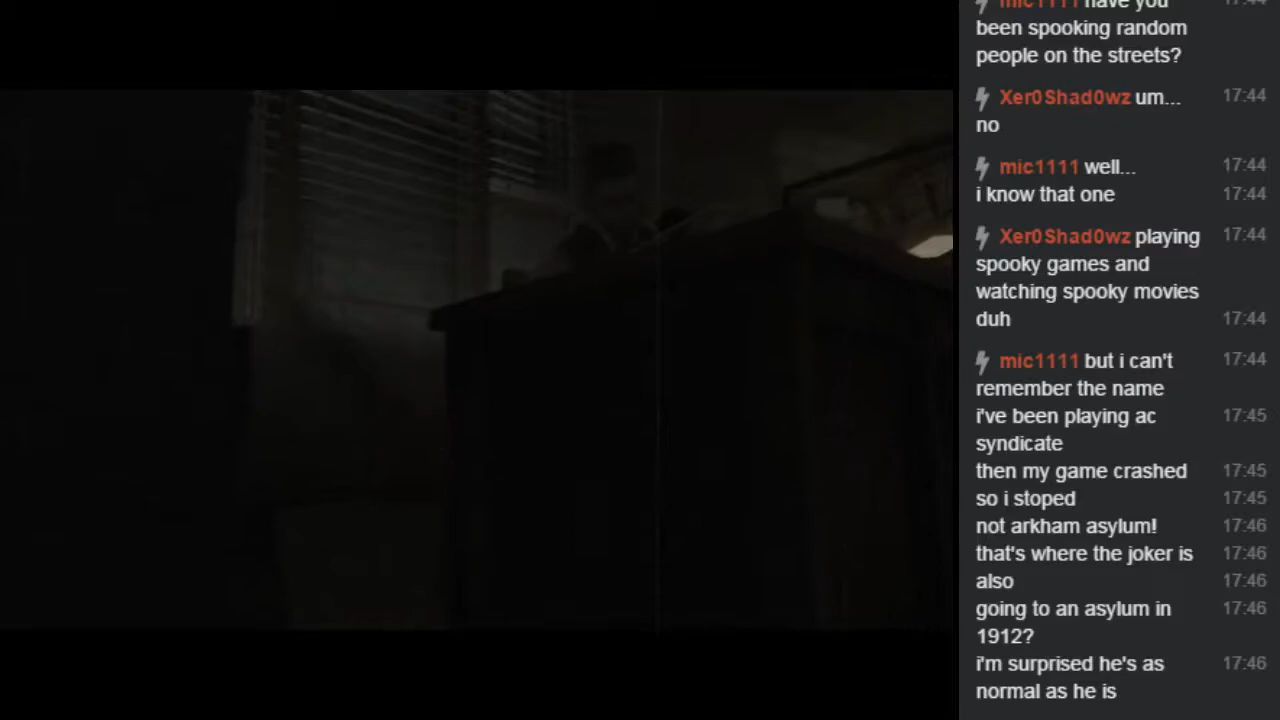 mic1111 have you 17:44
been spooking random
people on the streets?
Xer0Shad0wz um... 17:44
no
mic1111 well... 17:44
i know that one 17:44
Xer0Shad0wz playing 17:44
spooky games and
watching spooky movies
duh 17:44
mic1111 but i can't 17:44
remember the name
i've been playing ac 17:45
syndicate
then my game crashed 17:45
so i stoped 17:45
not arkham asylum! 17:46
that's where the joker is 17:46
also 17:46
going to an asylum in 17:46
1912?
i'm surprised he's as 17:46
normal as he is